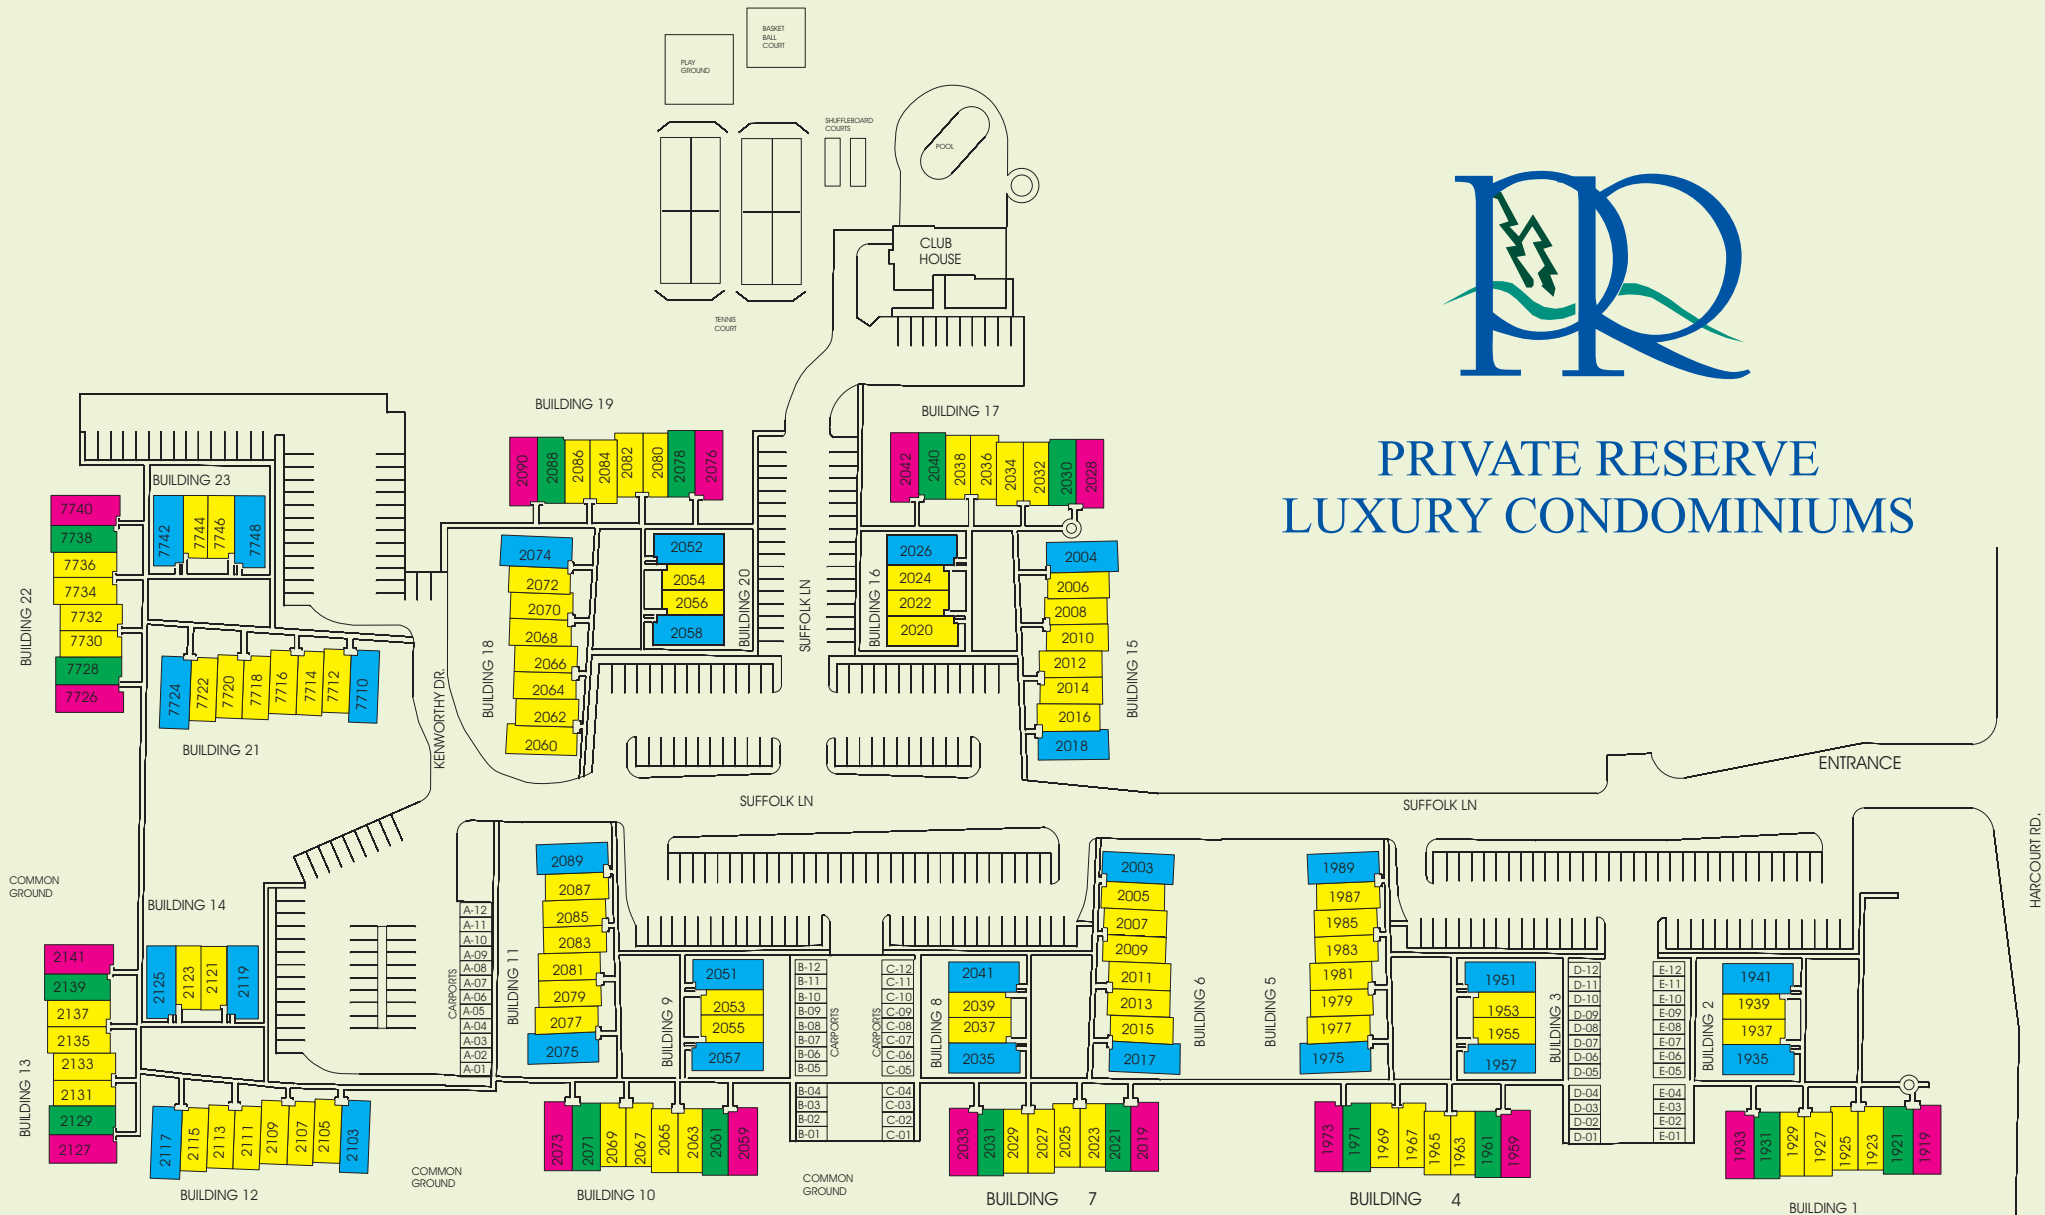 BASKET
BALL
COURT
PLAY
GROUND
SHUFFLEBOARD
COURTS
POOL
CLUB
HOUSE
TENNIS
COURT
PR
PRIVATE RESERVE
LUXURY CONDOMINIUMS
BUILDING 19
2090
2088
2086
2084
2082
2080
2078
2076
BUILDING 17
2042
2040
2038
2036
2034
2032
2030
2028
BUILDING 23
7742
7744
7746
7748
BUILDING 22
7740
7738
7736
7734
7732
7730
7728
7726
BUILDING 21
7724
7722
7720
7718
7716
7714
7712
7710
KENWORTHY DR.
BUILDING 18
2074
2072
2070
2068
2066
2064
2062
2060
BUILDING 20
2052
2054
2056
2058
SUFFOLK LN
BUILDING 16
2026
2024
2022
2020
BUILDING 15
2004
2006
2008
2010
2012
2014
2016
2018
SUFFOLK LN
SUFFOLK LN
ENTRANCE
HARCOURT RD.
COMMON
GROUND
BUILDING 14
2125
2123
2121
2119
BUILDING 13
2141
2139
2137
2135
2133
2131
2129
2127
BUILDING 12
2117
2115
2113
2111
2109
2107
2105
2103
COMMON
GROUND
CARPORTS
A-12
A-11
A-10
A-09
A-08
A-07
A-06
A-05
A-04
A-03
A-02
A-01
BUILDING 11
2089
2087
2085
2083
2081
2079
2077
2075
BUILDING 9
2051
2053
2055
2057
BUILDING 10
2073
2071
2069
2067
2065
2063
2061
2059
CARPORTS
B-12
B-11
B-10
B-09
B-08
B-07
B-06
B-05
B-04
B-03
B-02
B-01
CARPORTS
C-12
C-11
C-10
C-09
C-08
C-07
C-06
C-05
C-04
C-03
C-02
C-01
COMMON
GROUND
BUILDING 8
2041
2039
2037
2035
BUILDING 7
2033
2031
2029
2027
2025
2023
2021
2019
BUILDING 6
2003
2005
2007
2009
2011
2013
2015
2017
BUILDING 5
1989
1987
1985
1983
1981
1979
1977
1975
BUILDING 4
1973
1971
1969
1967
1965
1963
1961
1959
BUILDING 3
1951
1953
1955
1957
D-12
D-11
D-10
D-09
D-08
D-07
D-06
D-05
D-04
D-03
D-02
D-01
E-12
E-11
E-10
E-09
E-08
E-07
E-06
E-05
E-04
E-03
E-02
E-01
BUILDING 2
1941
1939
1937
1935
BUILDING 1
1933
1931
1929
1927
1925
1923
1921
1919